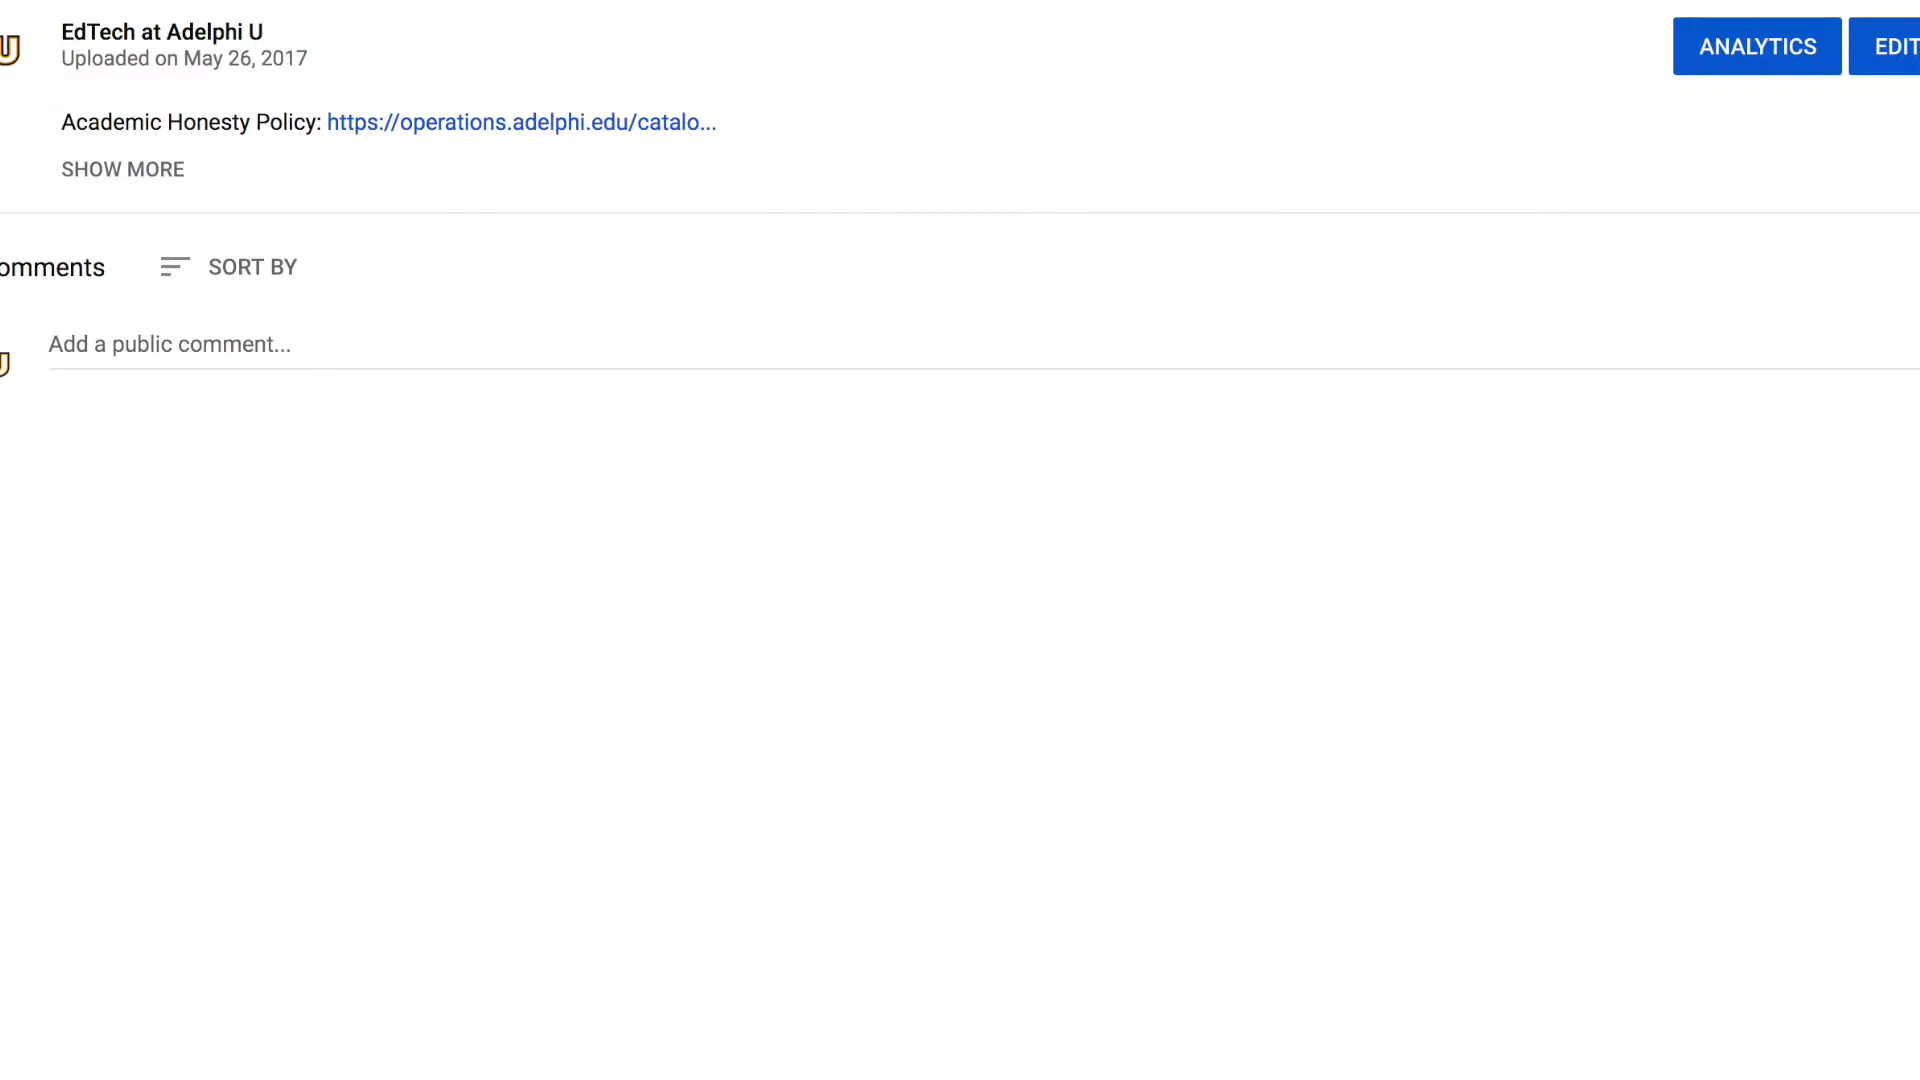 EdTech at Adelphi U
Uploaded on May 26, 2017
ANALYTICS
EDIT
Academic Honesty Policy: https://operations.adelphi.edu/catalo...
SHOW MORE
omments
SORT BY
Add a public comment...